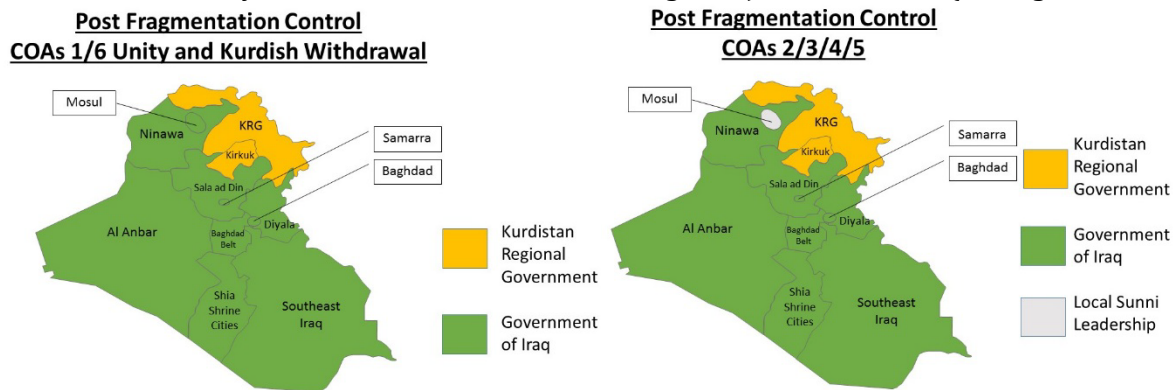 Post Fragmentation Control
COAs 1/6 Unity and Kurdish Withdrawal
Mosul
Ninawa
KRG
Kirkuk
Samarra
Baghdad
Sala ad Din
Al Anbar
Diyala
Baghdad
Belt
Shia
Shrine
Cities
Southeast
Iraq
Kurdistan
Regional
Government
Government
of Iraq
Post Fragmentation Control
COAs 2/3/4/5
Mosul
Ninawa
KRG
Kirkuk
Samarra
Baghdad
Sala ad Din
Al Anbar
Diyala
Baghdad
Belt
Shia
Shrine
Cities
Southeast
Iraq
Kurdistan
Regional
Government
Government
of Iraq
Local Sunni
Leadership